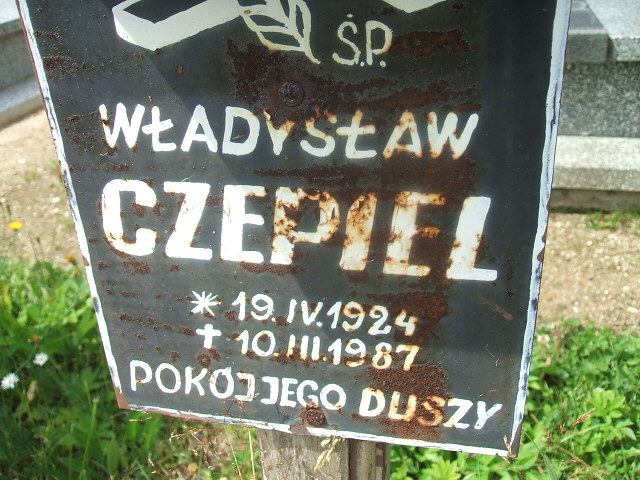 Ś.P.
WŁADYSŁAW
CZEPIEL
* 19.IV.1924
† 10.III.1987
POKÓJ JEGO DUSZY